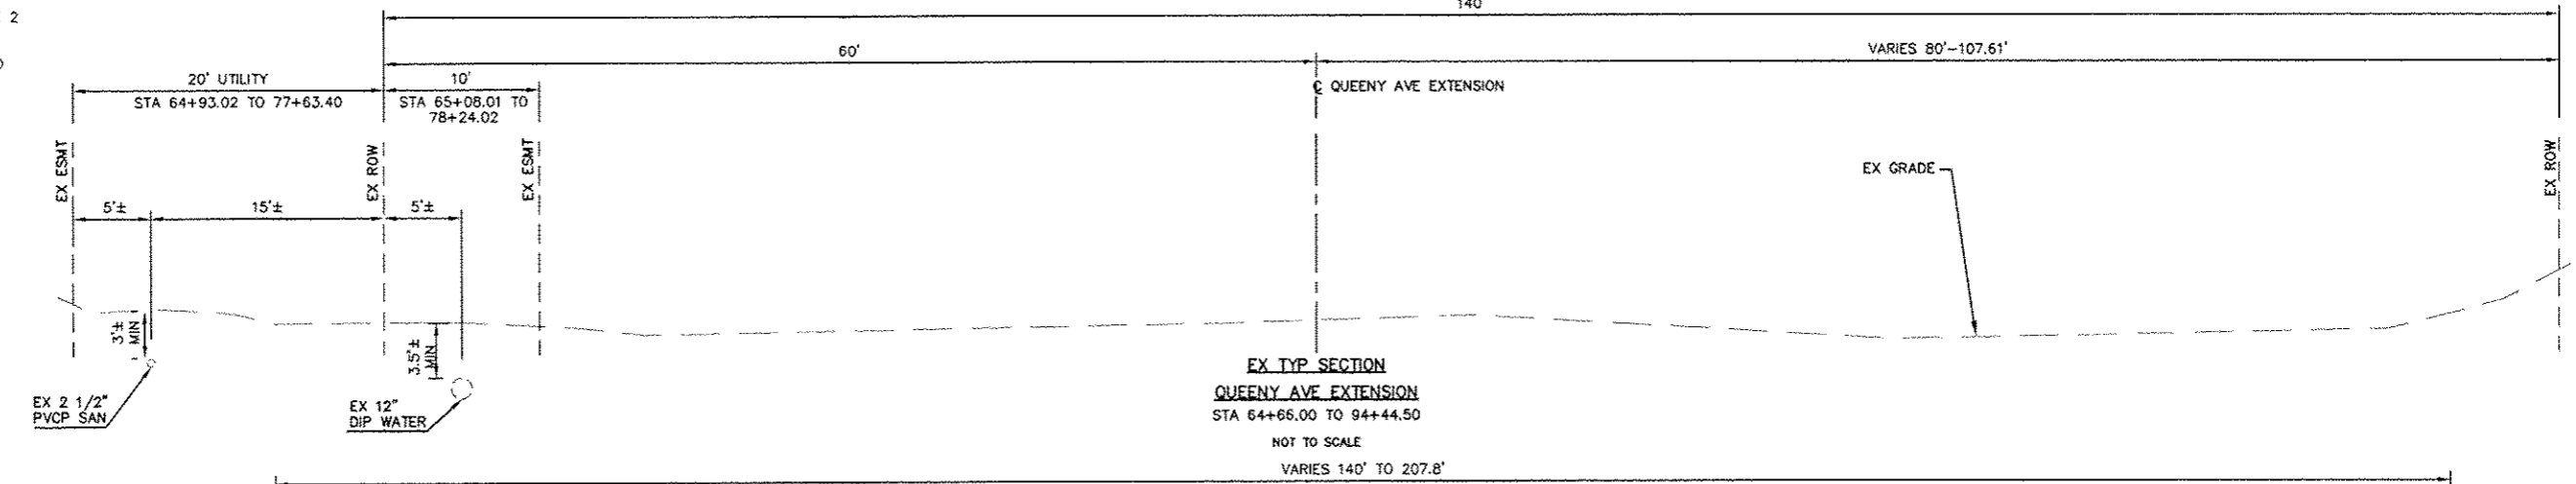 2
140'
60'
VARIES 80'-107.61'
20' UTILITY
STA 64+93.02 TO 77+63.40
10'
STA 65+08.01 TO
78+24.02
℄ QUEENY AVE EXTENSION
EX ESMT
EX ROW
EX ESMT
EX GRADE
EX ROW
5'±
15'±
5'±
3'±
MIN
3.5'±
MIN
EX 2 1/2"
PVCP SAN
EX 12"
DIP WATER
EX TYP SECTION
QUEENY AVE EXTENSION
STA 64+66.00 TO 94+44.50
NOT TO SCALE
VARIES 140' TO 207.8'